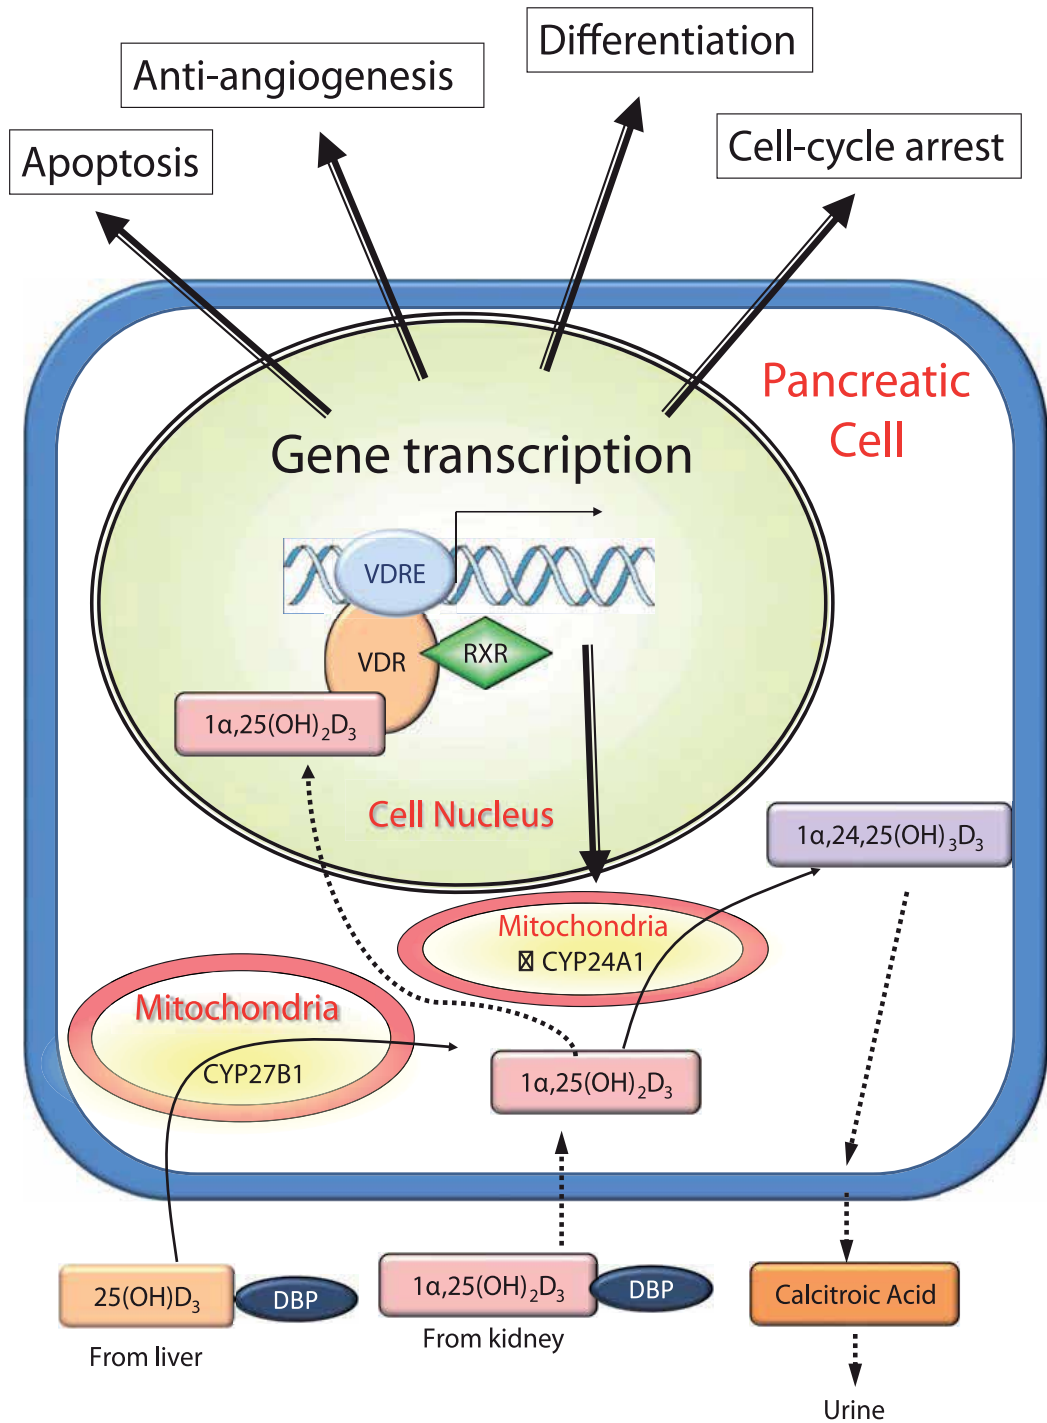 Differentiation
Anti-angiogenesis
Cell-cycle arrest
Apoptosis
Pancreatic
Cell
Gene transcription
VDRE
VDR
RXR
1α,25(OH)₂D₃
Cell Nucleus
1α,24,25(OH)₃D₃
Mitochondria
CYP24A1
Mitochondria
CYP27B1
1α,25(OH)₂D₃
25(OH)D₃
DBP
From liver
1α,25(OH)₂D₃
DBP
From kidney
Calcitroic Acid
Urine